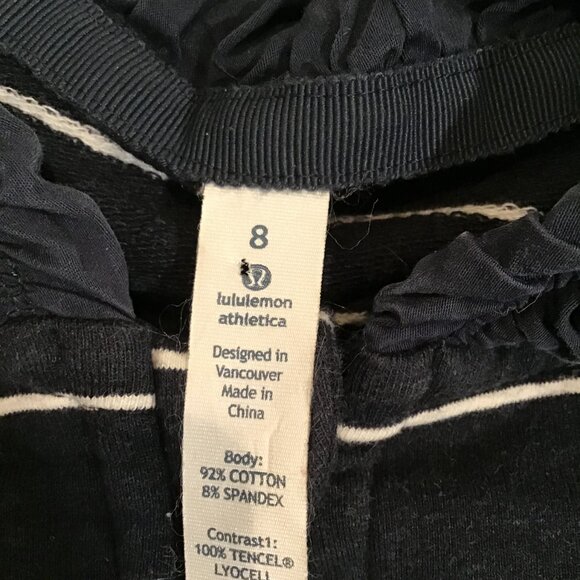 8
lululemon
athletica
Designed in
Vancouver
Made in
China
Body:
92% COTTON
8% SPANDEX
Contrast1:
100% TENCEL®
LYOCELL